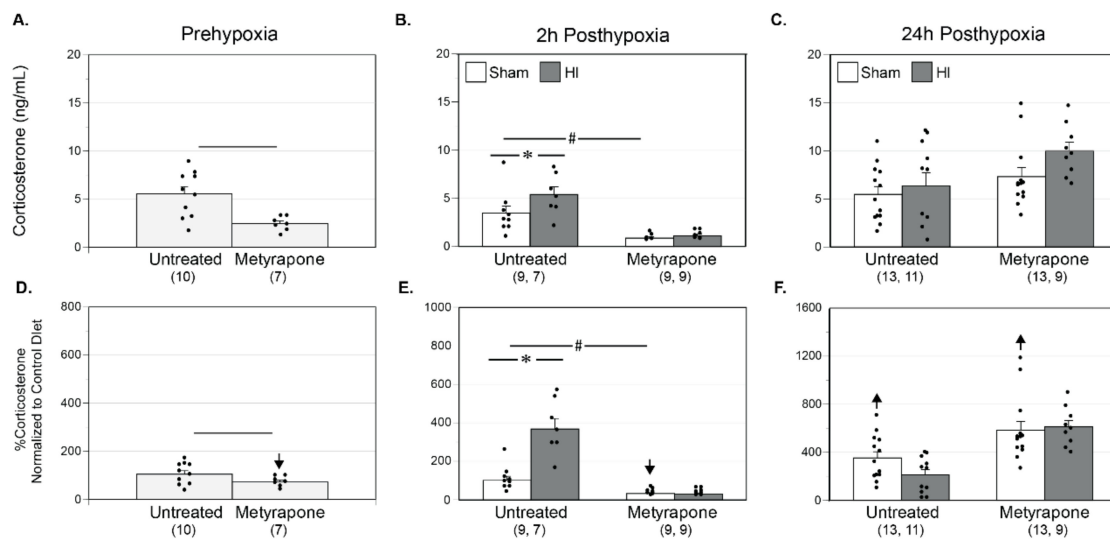 A.
Prehypoxia
B.
2h Posthypoxia
C.
24h Posthypoxia
Corticosterone (ng/mL)
20
15
10
5
0
Untreated
(10)
Metyrapone
(7)
20
15
10
5
0
Sham
HI
#
*
Untreated
(9, 7)
Metyrapone
(9, 9)
20
15
10
5
0
Sham
HI
Untreated
(13, 11)
Metyrapone
(13, 9)
D.
%Corticosterone
Normalized to Control DIet
800
600
400
200
0
Untreated
(10)
Metyrapone
(7)
E.
1000
800
600
400
200
0
#
*
Untreated
(9, 7)
Metyrapone
(9, 9)
F.
1600
1200
800
400
0
Untreated
(13, 11)
Metyrapone
(13, 9)